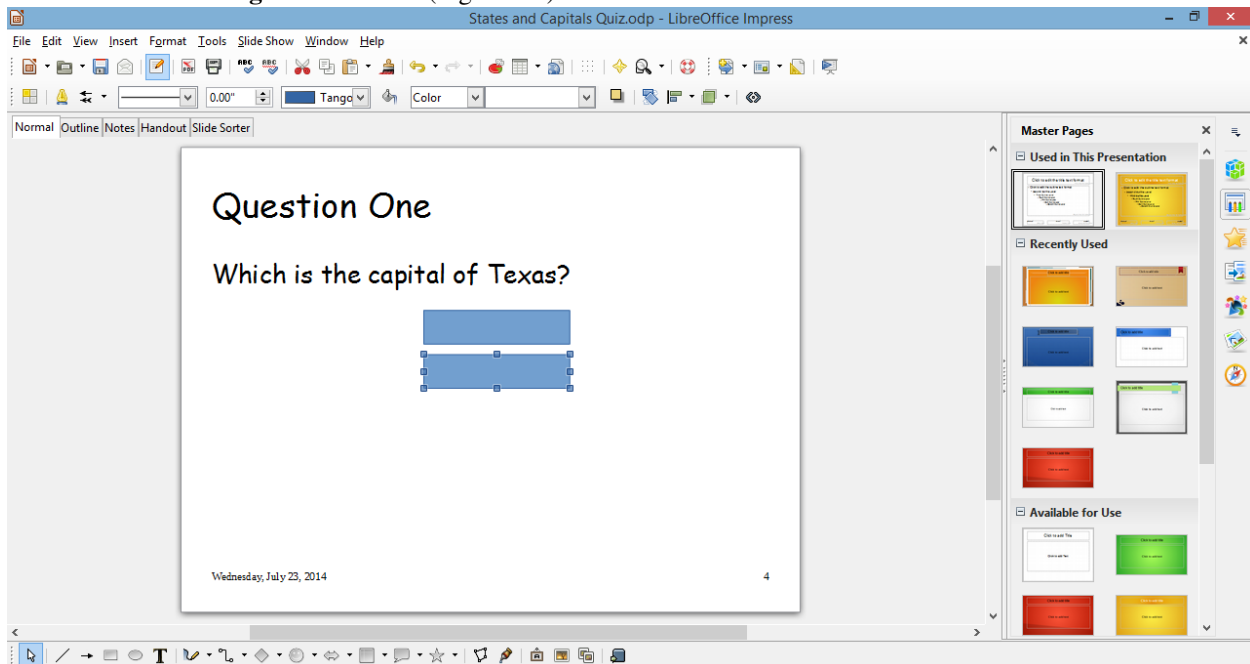 States and Capitals Quiz.odp - LibreOffice Impress
File Edit View Insert Format Tools Slide Show Window Help
0.00" Tango Color
Normal Outline Notes Handout Slide Sorter
Master Pages
Used in This Presentation
Question One
Recently Used
Which is the capital of Texas?
Available for Use
Wednesday, July 23, 2014 4